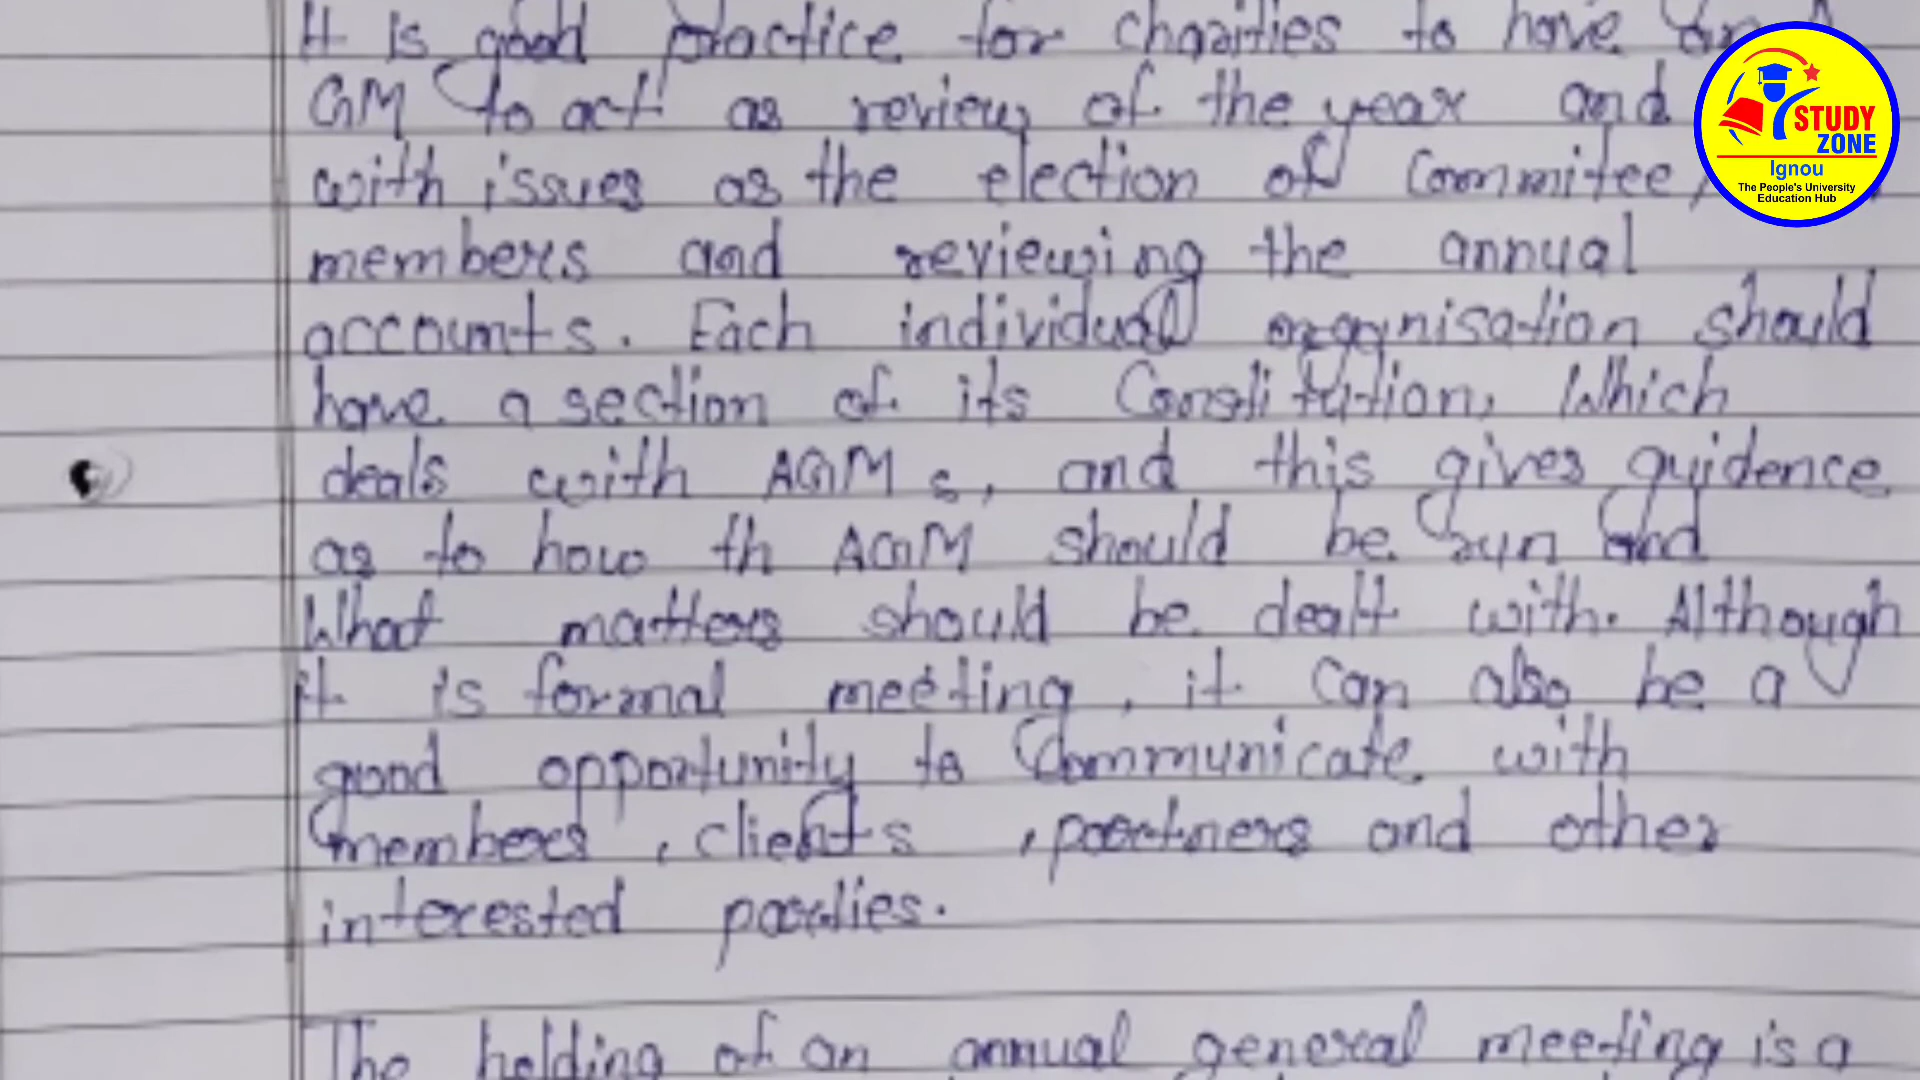 It is good practice for charities to have an A
GM to act as review of the year and
with issues as the election of Commitee,
members and reviewing the annual
accounts. Each individual organisation should
have a section of its Constitution, Which
deals with AGM s, and this gives guidence
as to how th AGM should be run and
What matters should be dealt with. Although
it is formal meeting, it can also be a
good opportunity to Communicate with
members, clients, partners and other
interested parties.
The holding of an annual general meeting is a
STUDY
ZONE
Ignou
The People's University
Education Hub